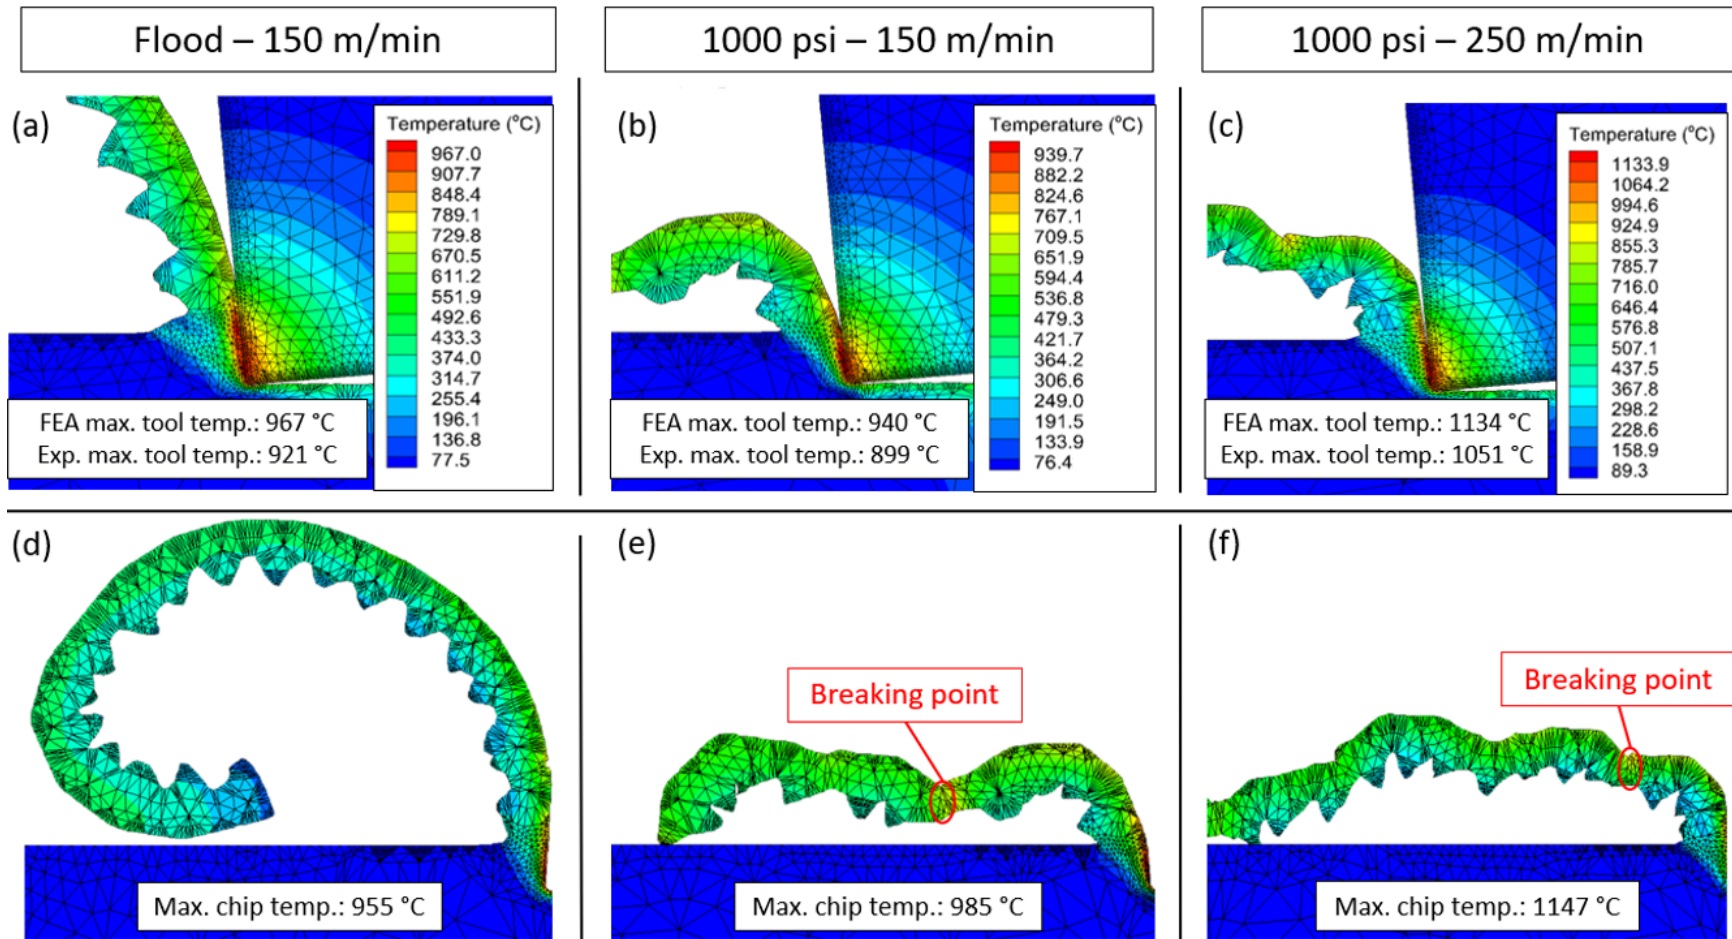 Flood – 150 m/min
1000 psi – 150 m/min
1000 psi – 250 m/min
(a)
Temperature (°C)
967.0
907.7
848.4
789.1
729.8
670.5
611.2
551.9
492.6
433.3
374.0
314.7
255.4
196.1
136.8
77.5
FEA max. tool temp.: 967 °C
Exp. max. tool temp.: 921 °C
(b)
Temperature (°C)
939.7
882.2
824.6
767.1
709.5
651.9
594.4
536.8
479.3
421.7
364.2
306.6
249.0
191.5
133.9
76.4
FEA max. tool temp.: 940 °C
Exp. max. tool temp.: 899 °C
(c)
Temperature (°C)
1133.9
1064.2
994.6
924.9
855.3
785.7
716.0
646.4
576.8
507.1
437.5
367.8
298.2
228.6
158.9
89.3
FEA max. tool temp.: 1134 °C
Exp. max. tool temp.: 1051 °C
(d)
Max. chip temp.: 955 °C
(e)
Breaking point
Max. chip temp.: 985 °C
(f)
Breaking point
Max. chip temp.: 1147 °C